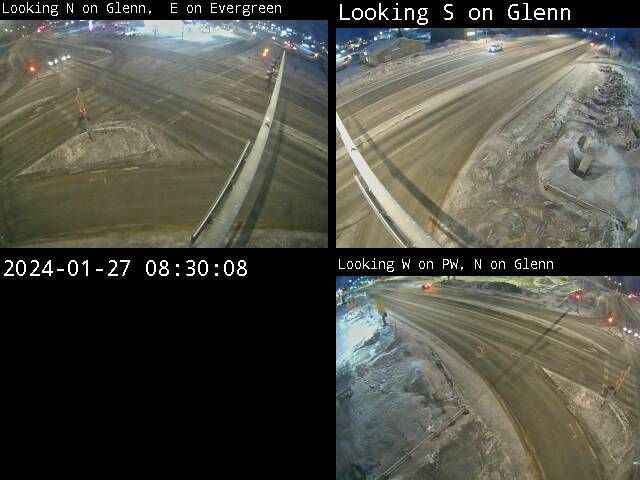 Looking N on Glenn,  E on Evergreen
Looking S on Glenn
2024-01-27 08:30:08
Looking W on PW, N on Glenn